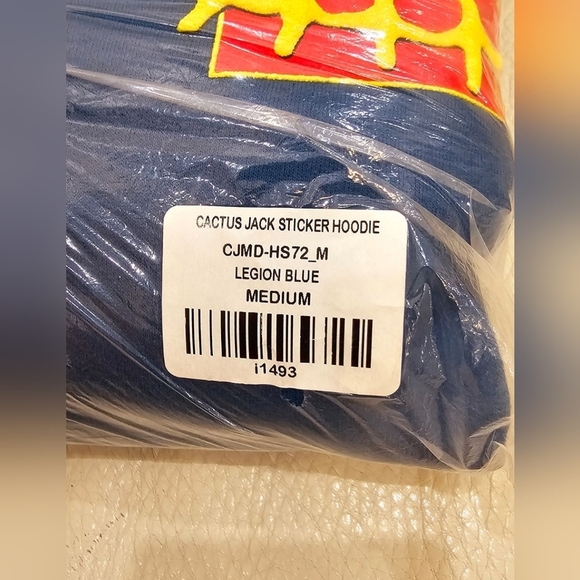 CACTUS JACK STICKER HOODIE
CJMD-HS72_M
LEGION BLUE
MEDIUM
i1493